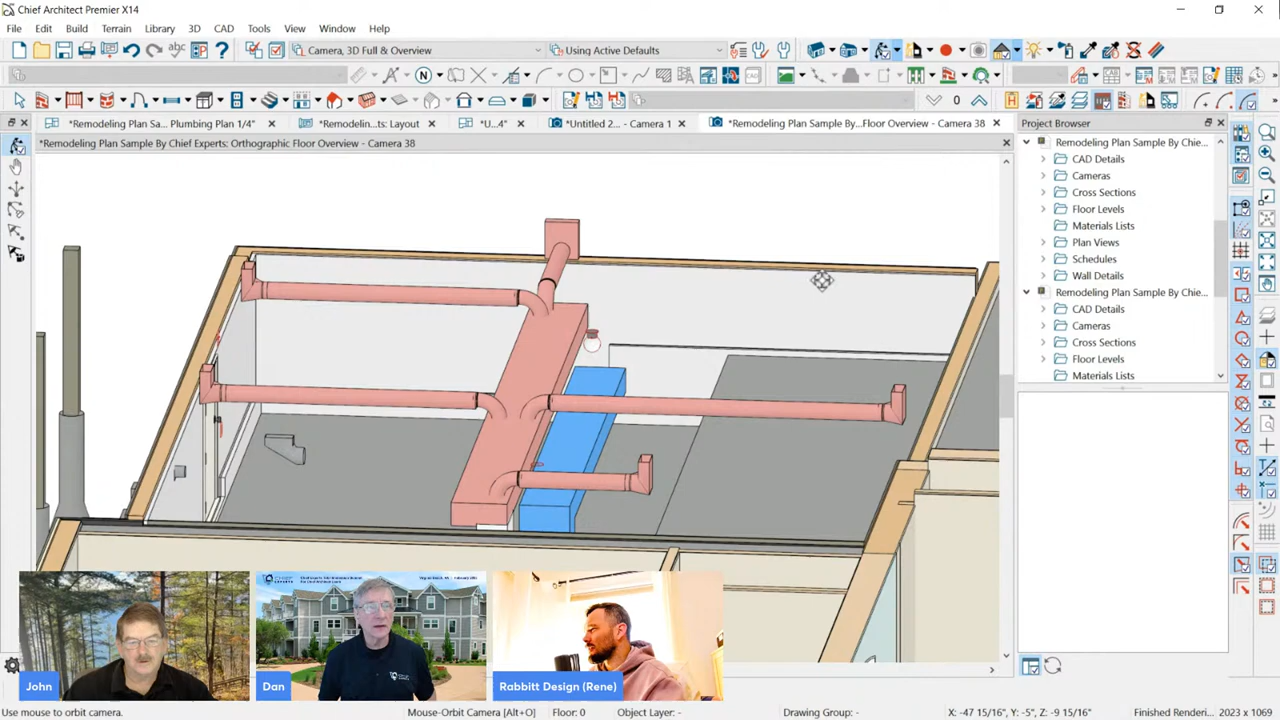 Chief Architect Premier X14
File Edit Build Terrain Library 3D CAD Tools View Window Help
Camera, 3D Full & Overview
Using Active Defaults
0
*Remodeling Plan Sa... Plumbing Plan 1/4"
*Remodelin...ts: Layout
*U...4"
*Untitled 2... - Camera 1
*Remodeling Plan Sample By...Floor Overview - Camera 38
*Remodeling Plan Sample By Chief Experts: Orthographic Floor Overview - Camera 38
Project Browser
Remodeling Plan Sample By Chie...
CAD Details
Cameras
Cross Sections
Floor Levels
Materials Lists
Plan Views
Schedules
Wall Details
Remodeling Plan Sample By Chie...
CAD Details
Cameras
Cross Sections
Floor Levels
Materials Lists
John
Dan
Rabbitt Design (Rene)
Use mouse to orbit camera.
Mouse-Orbit Camera [Alt+O]
Floor: 0
Object Layer: -
Drawing Group: -
X: -47 15/16", Y: -5", Z: -9 15/16"
Finished Renderi...
2023 x 1069